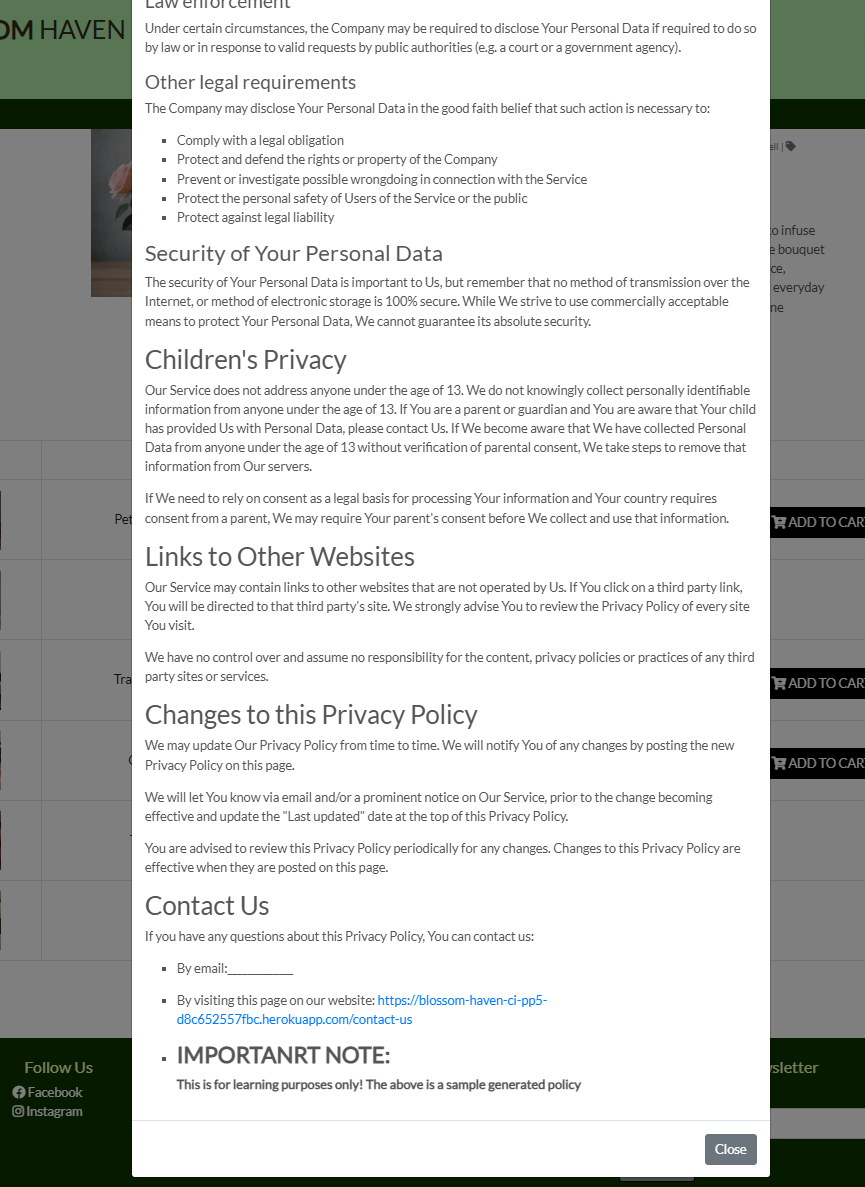 Law enforcement
Under certain circumstances, the Company may be required to disclose Your Personal Data if required to do so
by law or in response to valid requests by public authorities (e.g. a court or a government agency).
OM HAVEN
Other legal requirements
The Company may disclose Your Personal Data in the good faith belief that such action is necessary to:
Comply with a legal obligation
Protect and defend the rights or property of the Company
Prevent or investigate possible wrongdoing in connection with the Service
Protect the personal safety of Users of the Service or the public
Protect against legal liability
all |
to infuse
e bouquet
ce,
everyday
ne
Security of Your Personal Data
The security of Your Personal Data is important to Us, but remember that no method of transmission over the
Internet, or method of electronic storage is 100% secure. While We strive to use commercially acceptable
means to protect Your Personal Data, We cannot guarantee its absolute security.
Children's Privacy
Our Service does not address anyone under the age of 13. We do not knowingly collect personally identifiable
information from anyone under the age of 13. If You are a parent or guardian and You are aware that Your child
has provided Us with Personal Data, please contact Us. If We become aware that We have collected Personal
Data from anyone under the age of 13 without verification of parental consent, We take steps to remove that
information from Our servers.
If We need to rely on consent as a legal basis for processing Your information and Your country requires
consent from a parent, We may require Your parent's consent before We collect and use that information.
Pet
ADD TO CAR
Links to Other Websites
Our Service may contain links to other websites that are not operated by Us. If You click on a third party link,
You will be directed to that third party's site. We strongly advise You to review the Privacy Policy of every site
You visit.
We have no control over and assume no responsibility for the content, privacy policies or practices of any third
party sites or services.
Tra
ADD TO CAR
Changes to this Privacy Policy
We may update Our Privacy Policy from time to time. We will notify You of any changes by posting the new
Privacy Policy on this page.
ADD TO CAR
We will let You know via email and/or a prominent notice on Our Service, prior to the change becoming
effective and update the "Last updated" date at the top of this Privacy Policy.
You are advised to review this Privacy Policy periodically for any changes. Changes to this Privacy Policy are
effective when they are posted on this page.
Contact Us
If you have any questions about this Privacy Policy, You can contact us:
By email:____________
By visiting this page on our website: https://blossom-haven-ci-pp5-
d8c652557fbc.herokuapp.com/contact-us
IMPORTANRT NOTE:
This is for learning purposes only! The above is a sample generated policy
Follow Us
Facebook
Instagram
wsletter
Close